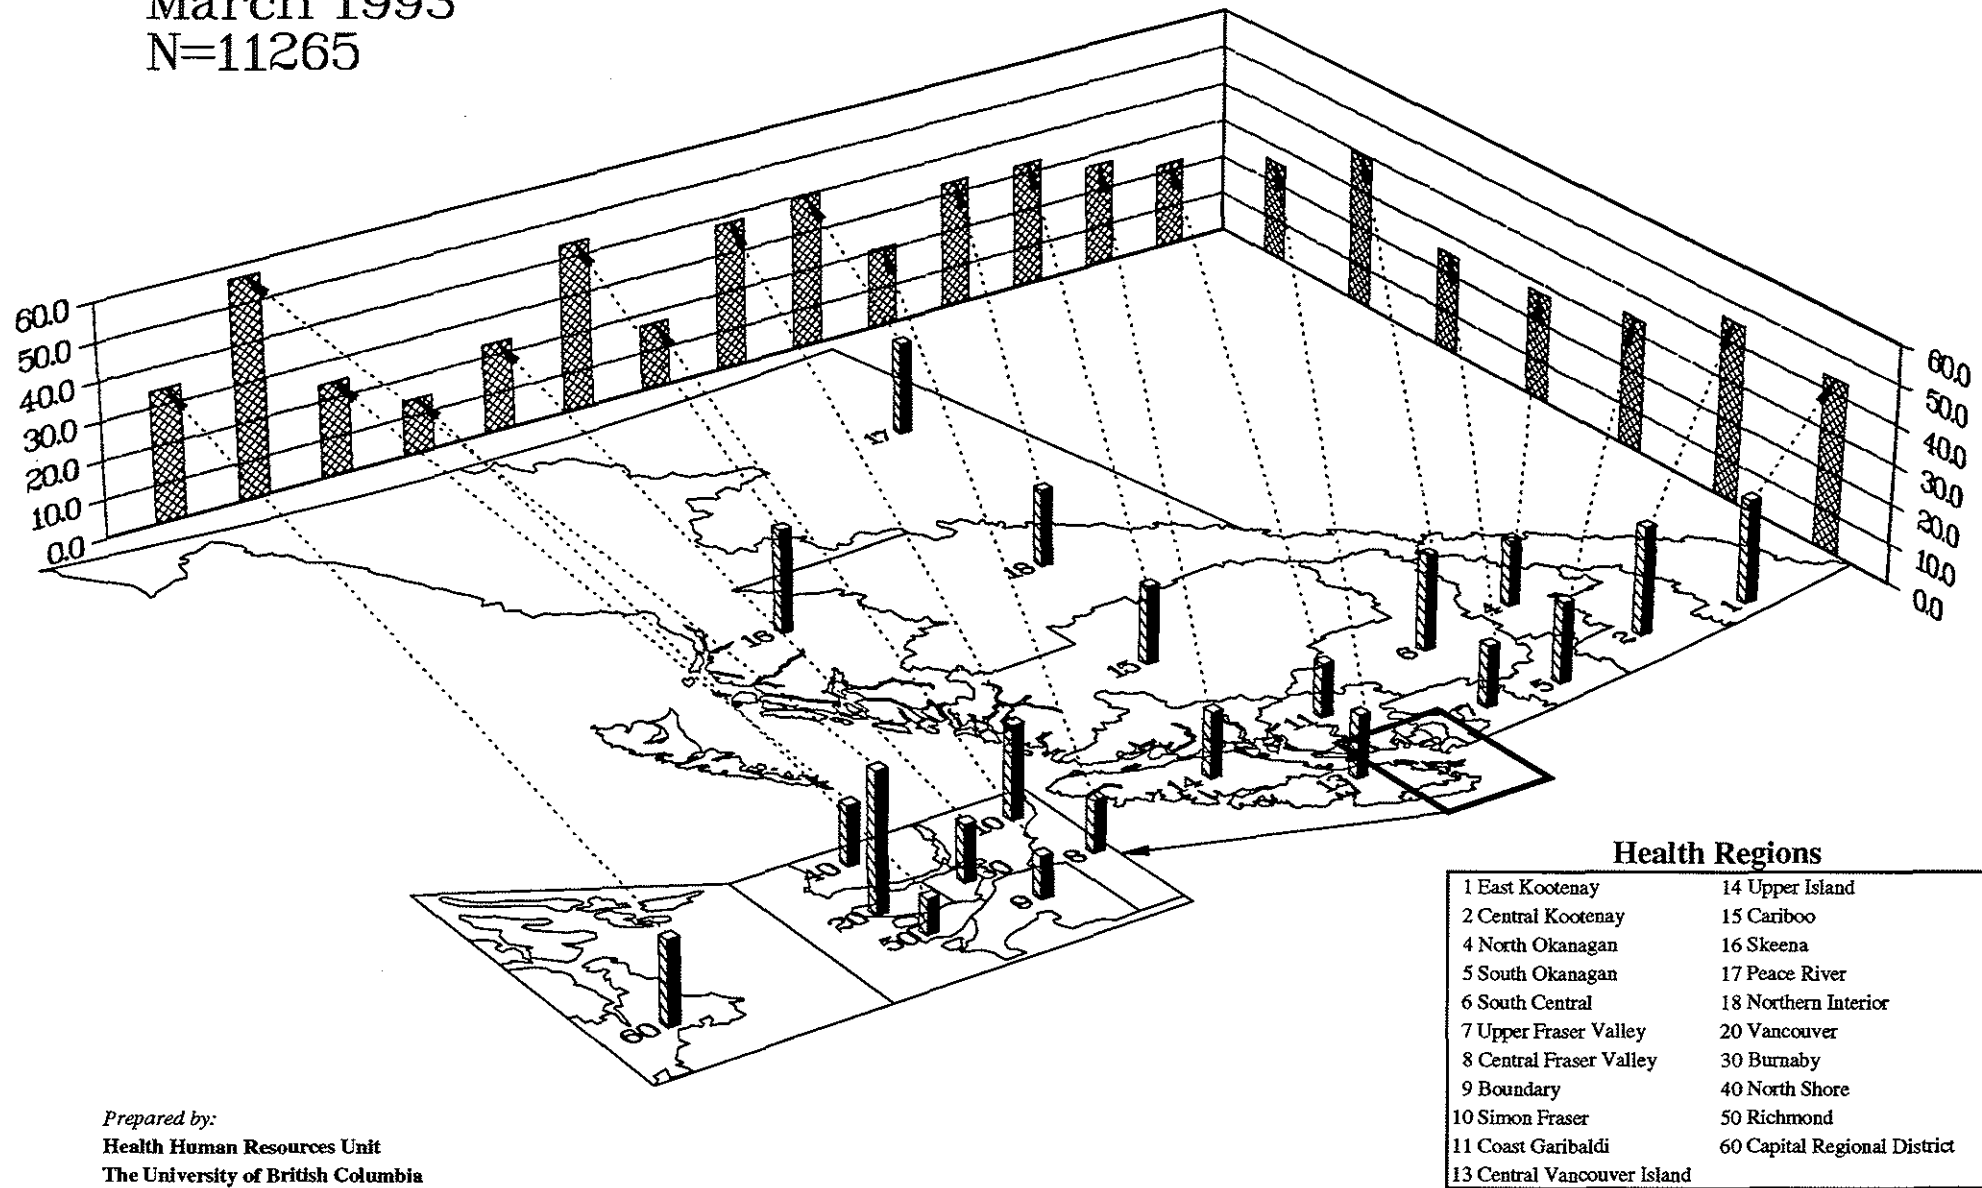 March 1993
N=11265
60.0
50.0
40.0
30.0
20.0
10.0
0.0
60.0
50.0
40.0
30.0
20.0
10.0
0.0
17
18
16
15
4
1
2
6
5
7
11
14
13
10
8
40
30
9
20
50
60
Health Regions
1 East Kootenay
2 Central Kootenay
4 North Okanagan
5 South Okanagan
6 South Central
7 Upper Fraser Valley
8 Central Fraser Valley
9 Boundary
10 Simon Fraser
11 Coast Garibaldi
13 Central Vancouver Island
14 Upper Island
15 Cariboo
16 Skeena
17 Peace River
18 Northern Interior
20 Vancouver
30 Burnaby
40 North Shore
50 Richmond
60 Capital Regional District
Prepared by:
Health Human Resources Unit
The University of British Columbia